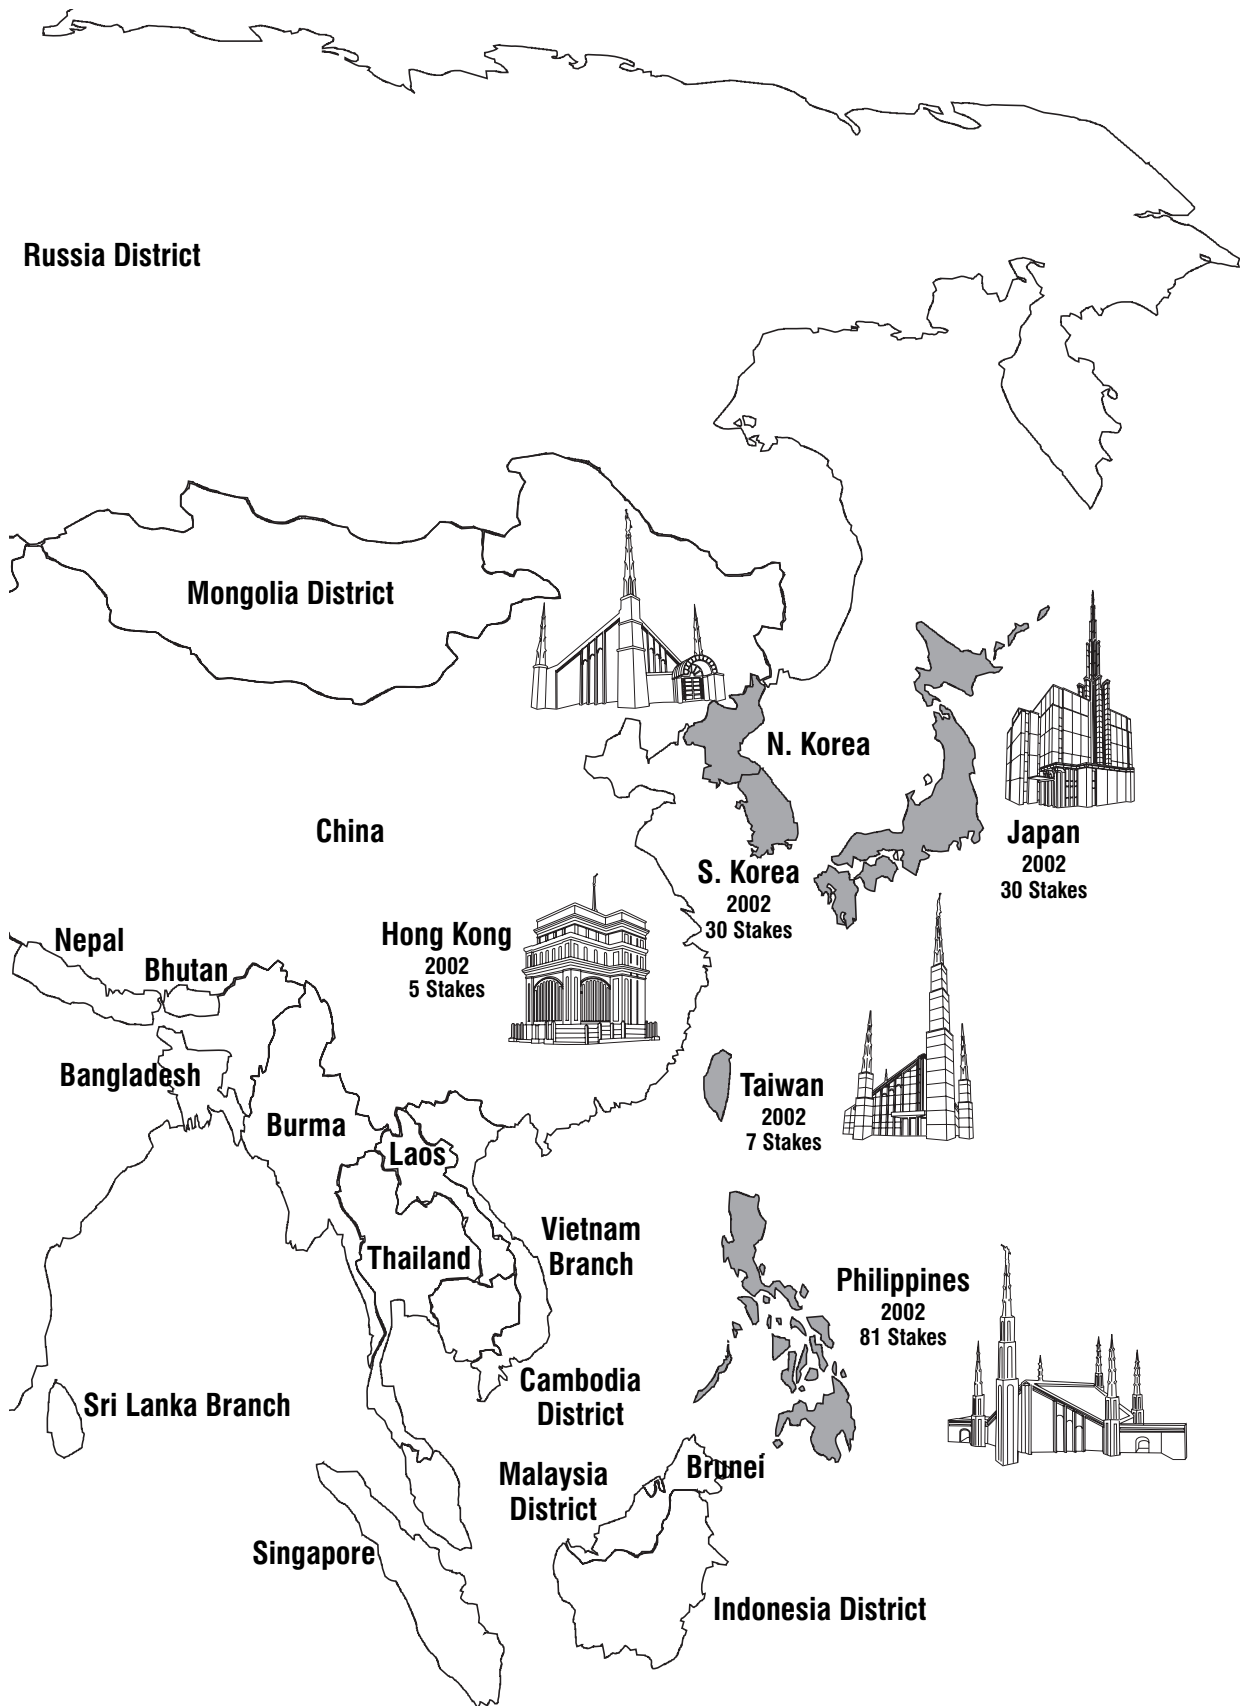 Russia District
Mongolia District
N. Korea
China
Japan
2002
30 Stakes
S. Korea
2002
30 Stakes
Hong Kong
2002
5 Stakes
Nepal
Bhutan
Bangladesh
Burma
Taiwan
2002
7 Stakes
Laos
Vietnam
Branch
Thailand
Philippines
2002
81 Stakes
Cambodia
District
Sri Lanka Branch
Malaysia
District
Bruneí
Singapore
Indonesia District